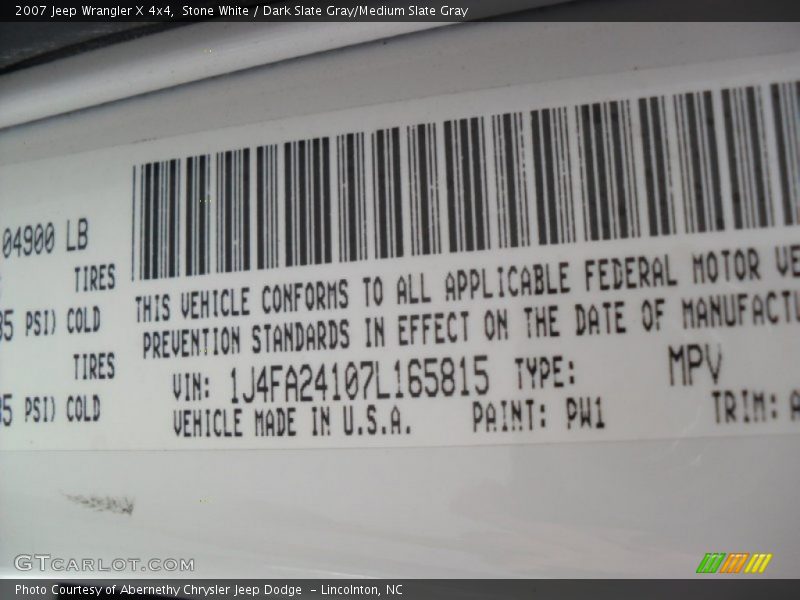 2007 Jeep Wrangler X 4x4, Stone White / Dark Slate Gray/Medium Slate Gray
04900 LB
TIRES
PSI) COLD
TIRES
PSI) COLD
THIS VEHICLE CONFORMS TO ALL APPLICABLE FEDERAL MOTOR VE
PREVENTION STANDARDS IN EFFECT ON THE DATE OF MANUFACTU
VIN: 1J4FA24107L165815 TYPE: MPV
VEHICLE MADE IN U.S.A. PAINT: PW1 TRIM: A
GTCARLOT.COM
Photo Courtesy of Abernethy Chrysler Jeep Dodge - Lincolnton, NC